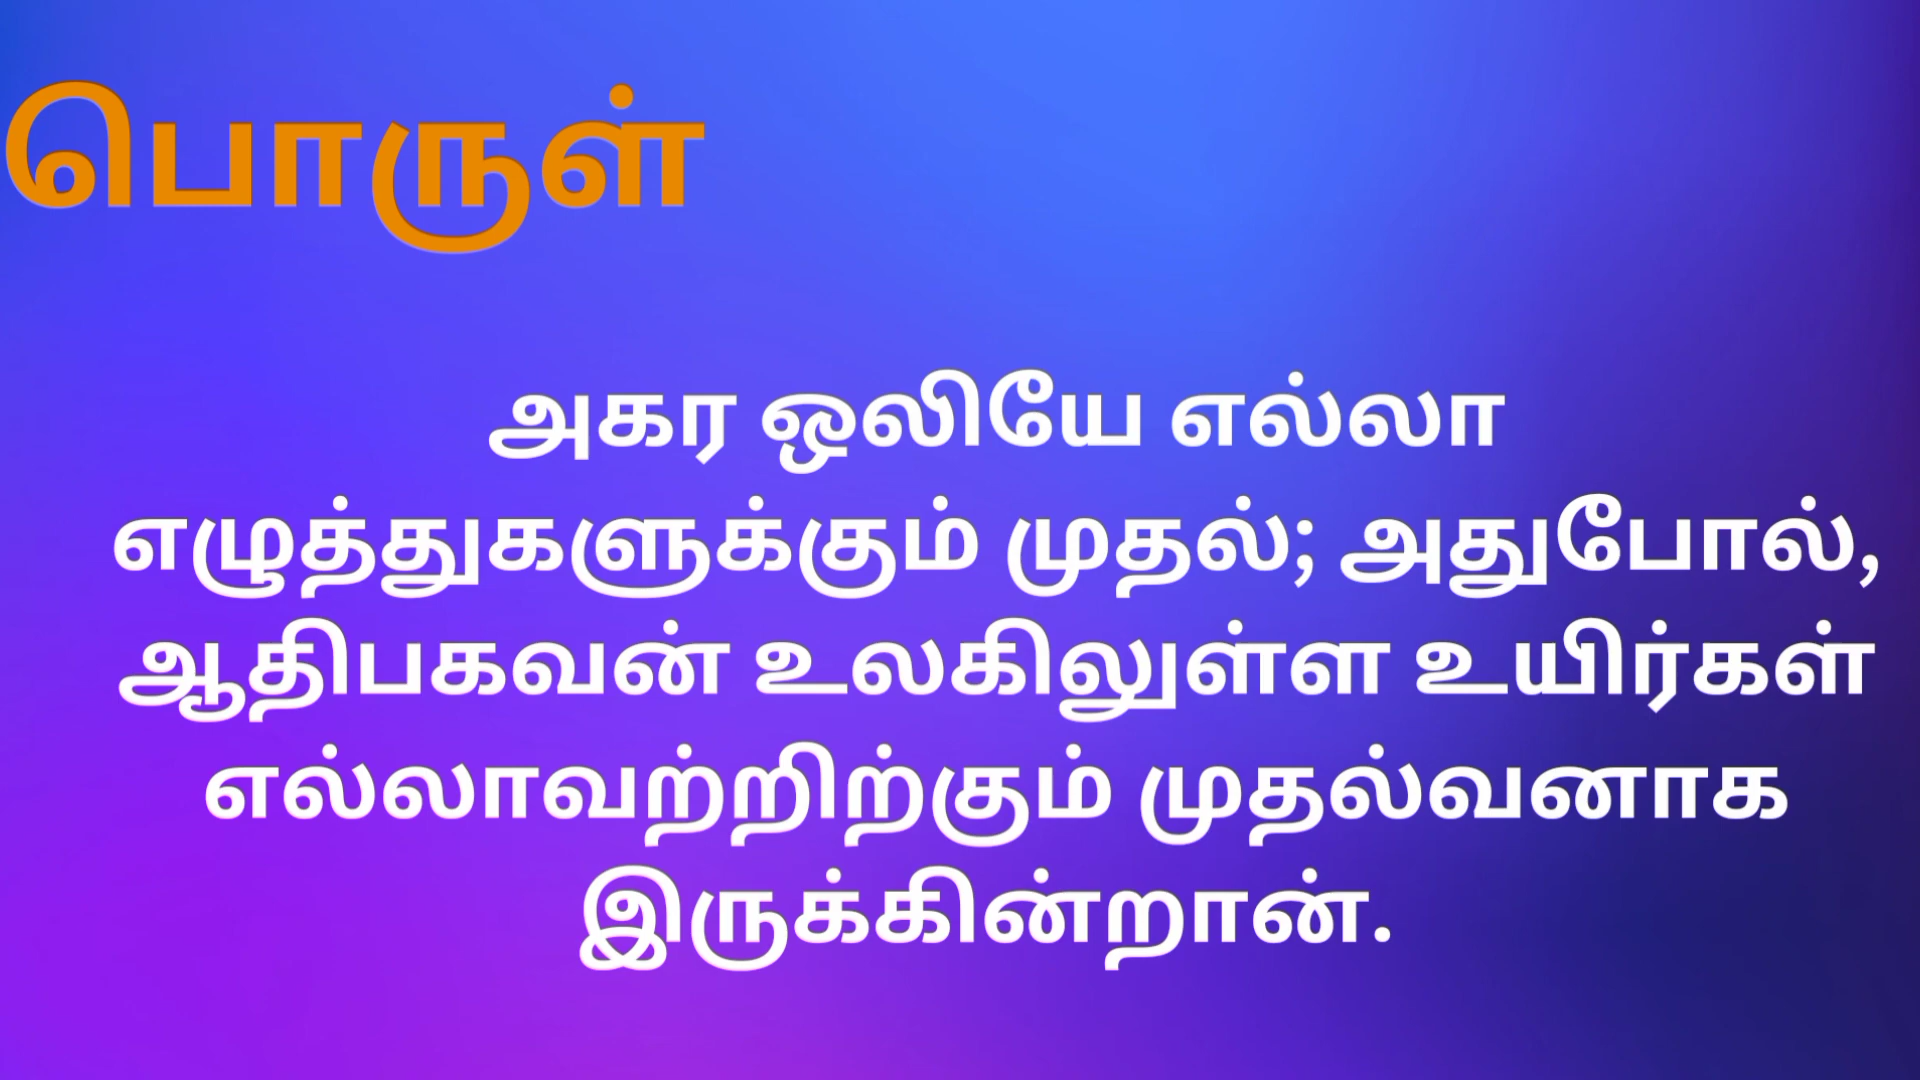 பொருள்
அகர ஒலியே எல்லா
எழுத்துகளுக்கும் முதல்; அதுபோல்,
ஆதிபகவன் உலகிலுள்ள உயிர்கள்
எல்லாவற்றிற்கும் முதல்வனாக
இருக்கின்றான்.